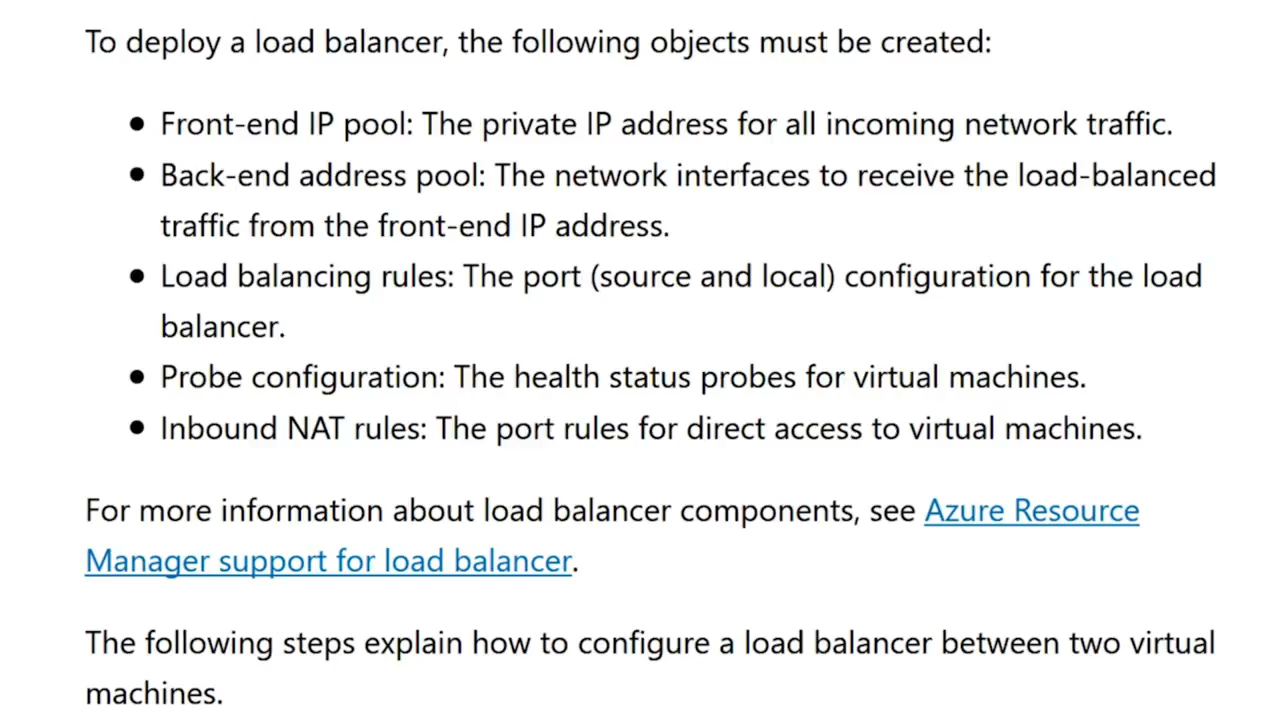 To deploy a load balancer, the following objects must be created:
• Front-end IP pool: The private IP address for all incoming network traffic.
• Back-end address pool: The network interfaces to receive the load-balanced
traffic from the front-end IP address.
• Load balancing rules: The port (source and local) configuration for the load
balancer.
• Probe configuration: The health status probes for virtual machines.
• Inbound NAT rules: The port rules for direct access to virtual machines.
For more information about load balancer components, see Azure Resource
Manager support for load balancer.
The following steps explain how to configure a load balancer between two virtual
machines.